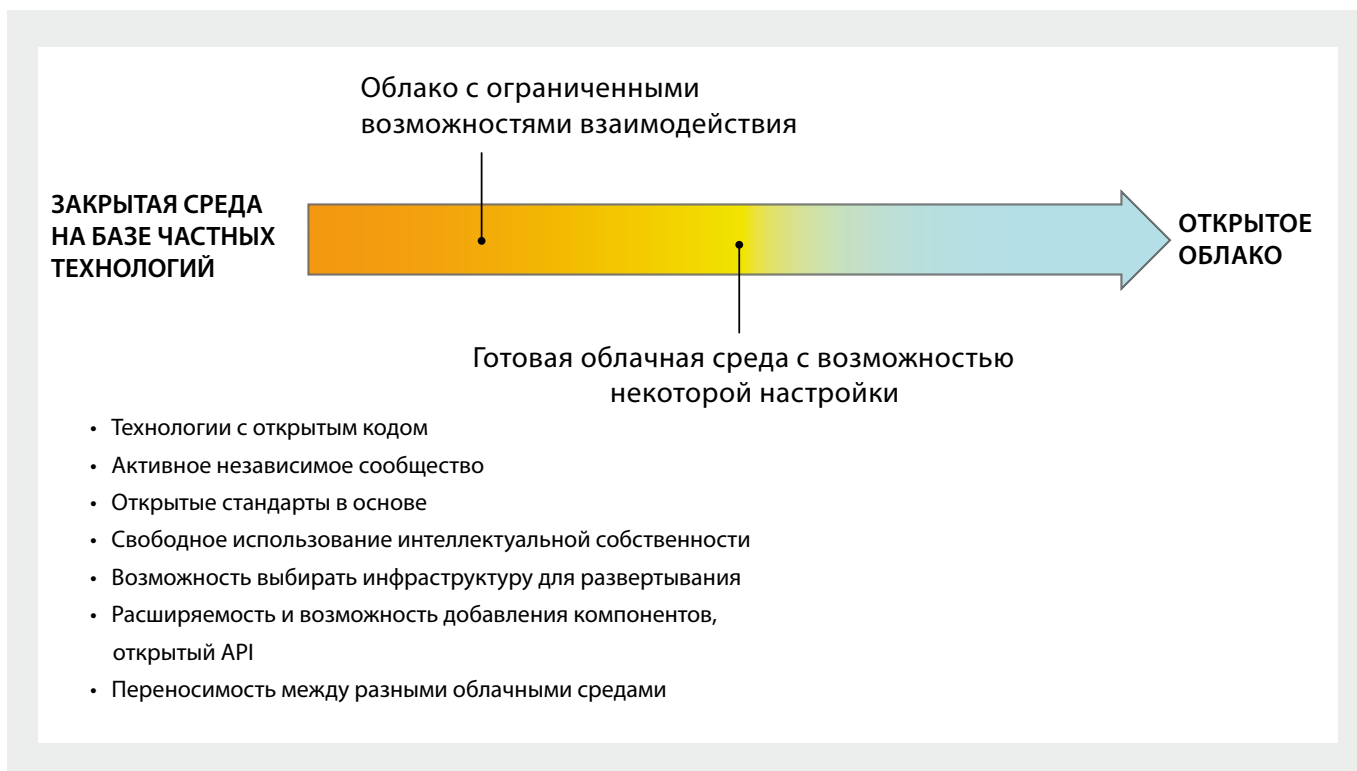 Облако с ограниченными
возможностями взаимодействия
ЗАКРЫТАЯ СРЕДА
НА БАЗЕ ЧАСТНЫХ
ТЕХНОЛОГИЙ
ОТКРЫТОЕ
ОБЛАКО
Готовая облачная среда с возможностью
некоторой настройки
• Технологии с открытым кодом
• Активное независимое сообщество
• Открытые стандарты в основе
• Свободное использование интеллектуальной собственности
• Возможность выбирать инфраструктуру для развертывания
• Расширяемость и возможность добавления компонентов,
открытый API
• Переносимость между разными облачными средами